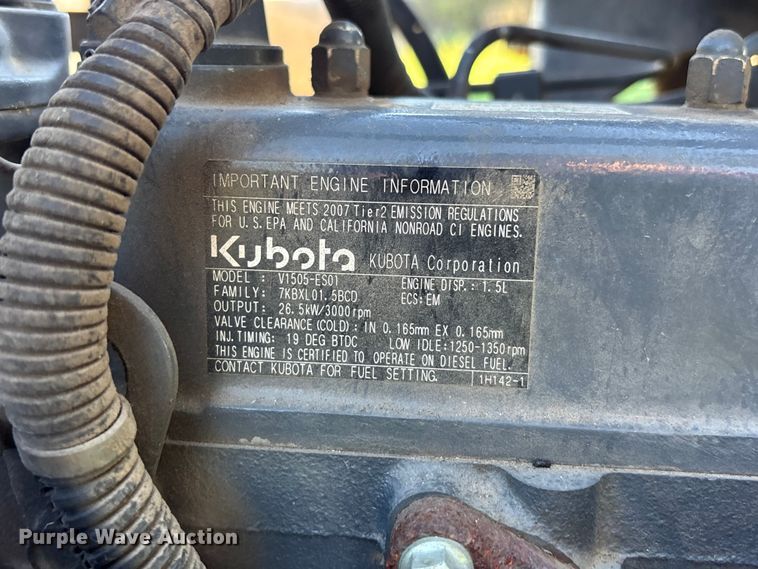 IMPORTANT ENGINE INFORMATION
THIS ENGINE MEETS 2007 Tier2 EMISSION REGULATIONS
FOR U.S. EPA AND CALIFORNIA NONROAD CI ENGINES.
Kubota KUBOTA Corporation
MODEL : V1505-ES01 ENGINE DISP. : 1.5L
FAMILY: 7KBXL01.5BCD ECS:EM
OUTPUT: 26.5kW/3000rpm
VALVE CLEARANCE (COLD) : IN 0.165mm EX 0.165mm
INJ.TIMING: 19 DEG BTDC LOW IDLE:1250-1350rpm
THIS ENGINE IS CERTIFIED TO OPERATE ON DIESEL FUEL.
CONTACT KUBOTA FOR FUEL SETTING. 1H142-1
Purple Wave Auction®